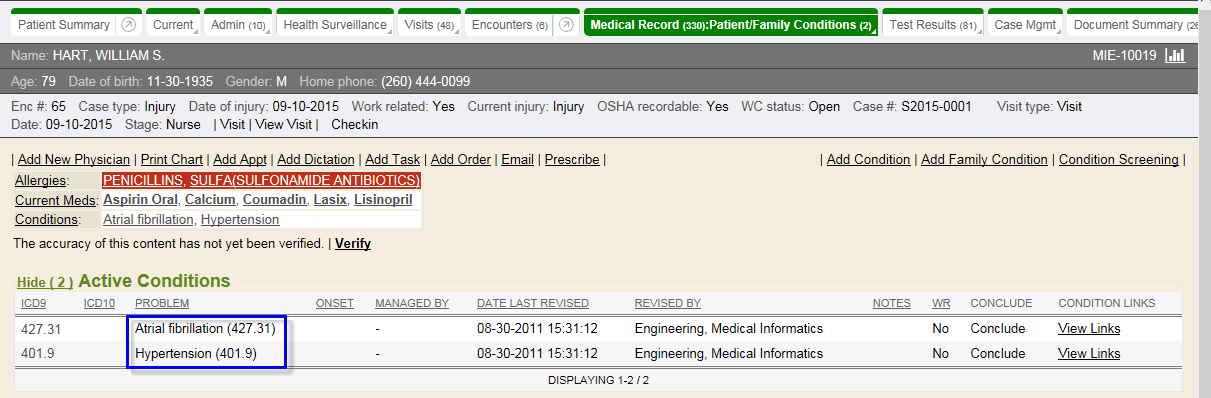 Patient Summary Current Admin (10) Health Surveillance Visits (48) Encounters (6) Medical Record (330):Patient/Family Conditions (2) Test Results (81) Case Mgmt Document Summary (26
Name: HART, WILLIAM S. MIE-10019
Age: 79 Date of birth: 11-30-1935 Gender: M Home phone: (260) 444-0099
Enc #: 65 Case type: Injury Date of injury: 09-10-2015 Work related: Yes Current injury: Injury OSHA recordable: Yes WC status: Open Case #: S2015-0001 Visit type: Visit
Date: 09-10-2015 Stage: Nurse | Visit | View Visit | Checkin
| Add New Physician | Print Chart | Add Appt | Add Dictation | Add Task | Add Order | Email | Prescribe | | Add Condition | Add Family Condition | Condition Screening |
Allergies: PENICILLINS, SULFA(SULFONAMIDE ANTIBIOTICS)
Current Meds: Aspirin Oral, Calcium, Coumadin, Lasix, Lisinopril
Conditions: Atrial fibrillation, Hypertension
The accuracy of this content has not yet been verified. | Verify
Hide ( 2 ) Active Conditions
ICD9 ICD10 PROBLEM ONSET MANAGED BY DATE LAST REVISED REVISED BY NOTES WR CONCLUDE CONDITION LINKS
427.31 Atrial fibrillation (427.31) - 08-30-2011 15:31:12 Engineering, Medical Informatics No Conclude View Links
401.9 Hypertension (401.9) - 08-30-2011 15:31:12 Engineering, Medical Informatics No Conclude View Links
DISPLAYING 1-2 / 2